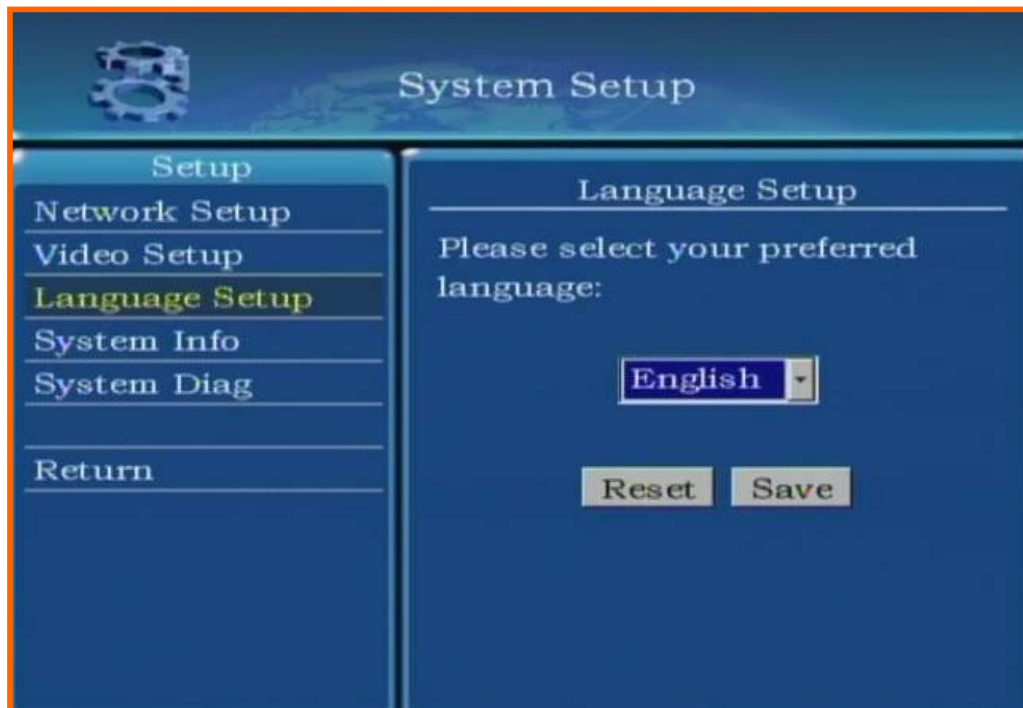 System Setup
Setup
Network Setup
Video Setup
Language Setup
System Info
System Diag
Return
Language Setup
Please select your preferred
language:
English
Reset Save